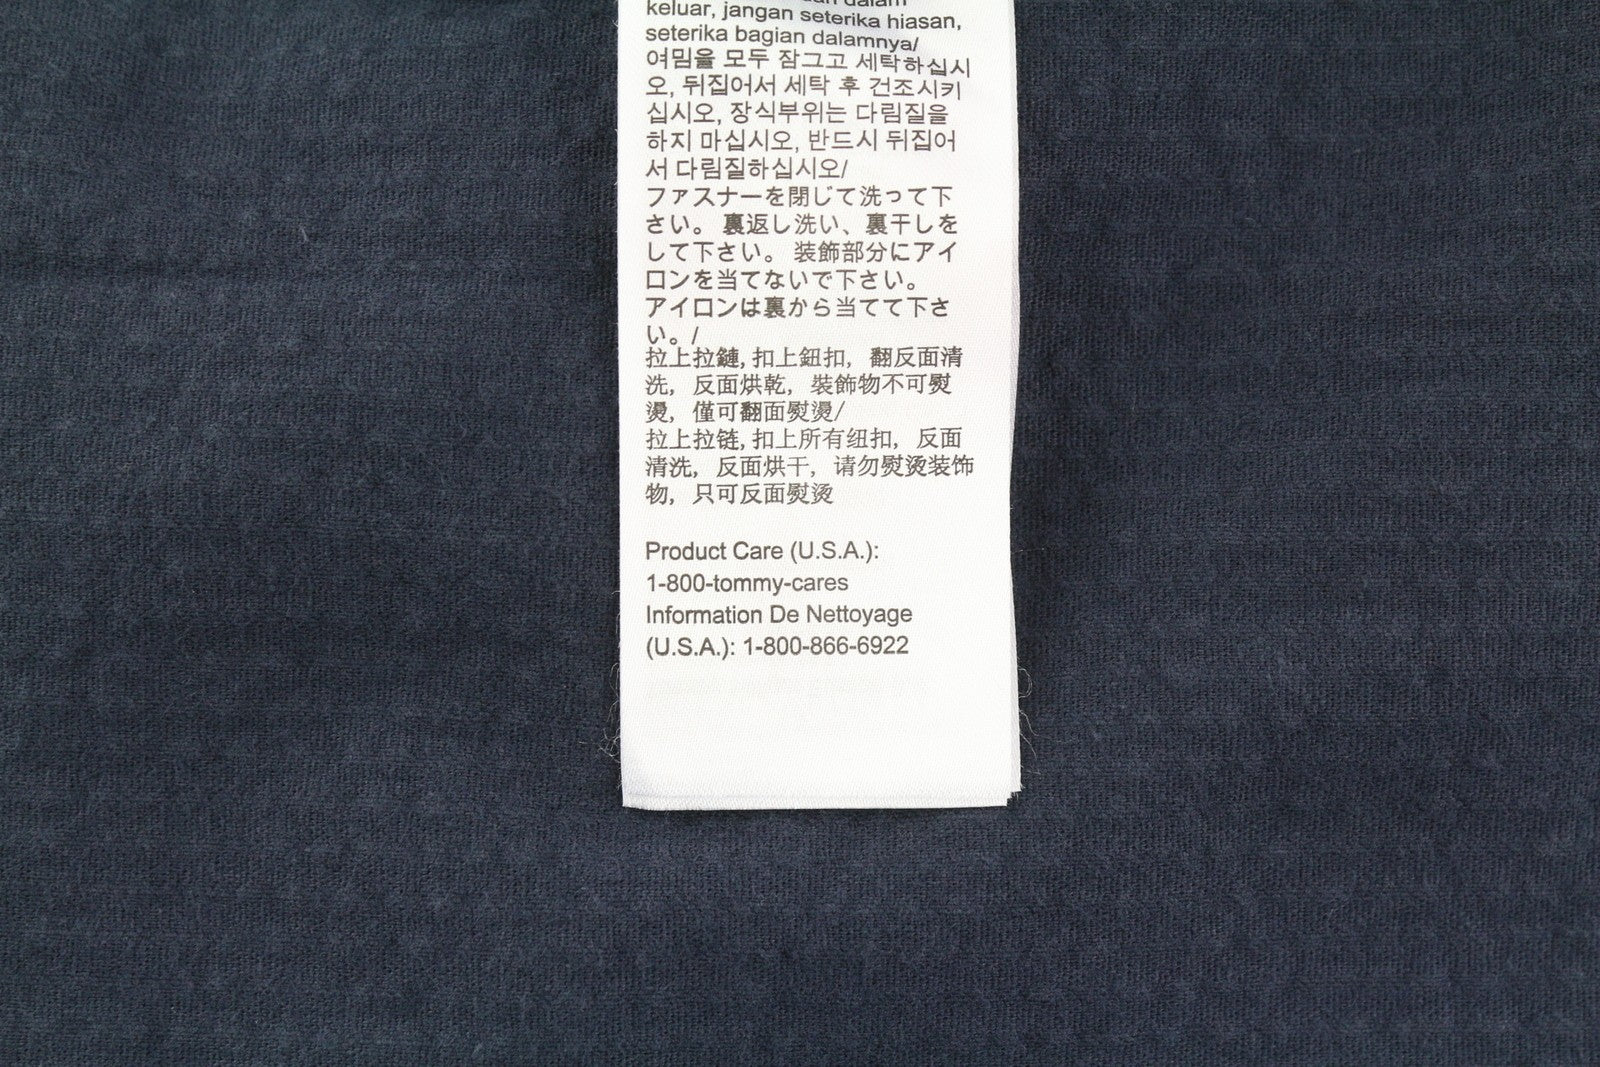 dalam
keluar, jangan seterika hiasan,
seterika bagian dalamnya/
여밈을 모두 잠그고 세탁하십시
오, 뒤집어서 세탁 후 건조시키
십시오, 장식부위는 다림질을
하지 마십시오, 반드시 뒤집어
서 다림질하십시오/
ファスナーを閉じて洗って下
さい。裏返し洗い、裏干しを
して下さい。装飾部分にアイ
ロンを当てないで下さい。
アイロンは裏から当てて下さ
い。/
拉上拉鏈, 扣上鈕扣, 翻反面清
洗, 反面烘乾, 裝飾物不可熨
燙, 僅可翻面熨燙/
拉上拉链, 扣上所有纽扣, 反面
清洗, 反面烘干, 请勿熨烫装饰
物, 只可反面熨烫
Product Care (U.S.A.):
1-800-tommy-cares
Information De Nettoyage
(U.S.A.): 1-800-866-6922